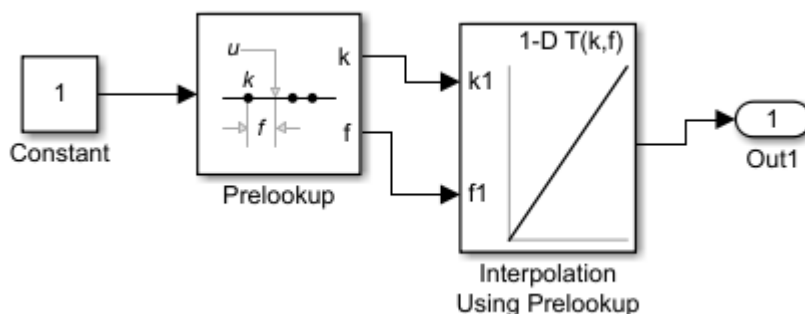 1
Constant
u
k
f
k
f
Prelookup
1-D T(k,f)
k1
f1
Interpolation
Using Prelookup
1
Out1